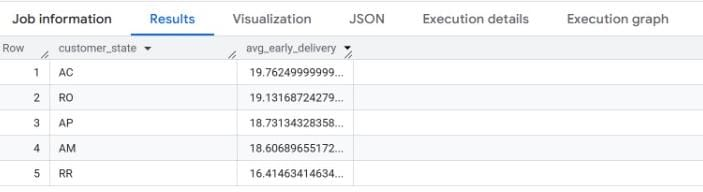 Job information Results Visualization JSON Execution details Execution graph
Row customer_state avg_early_delivery
1 AC 19.76249999999...
2 RO 19.13168724279...
3 AP 18.73134328358...
4 AM 18.60689655172...
5 RR 16.41463414634...